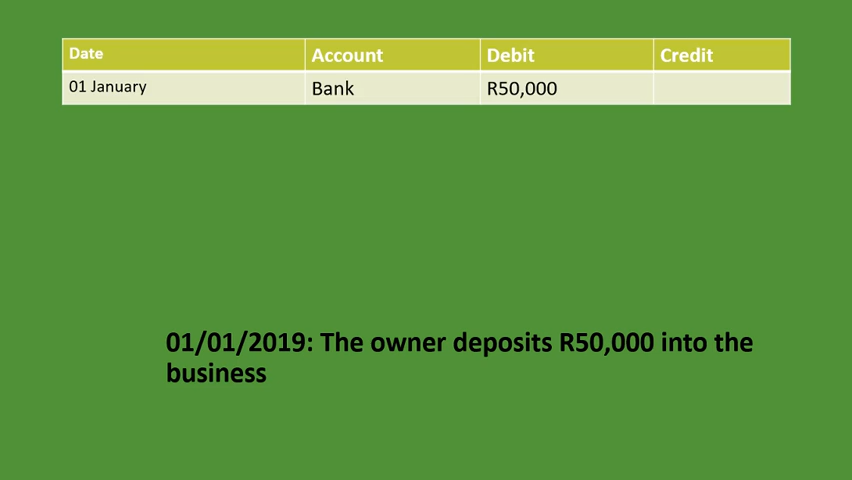 Date Account Debit Credit
01 January Bank R50,000
01/01/2019: The owner deposits R50,000 into the
business